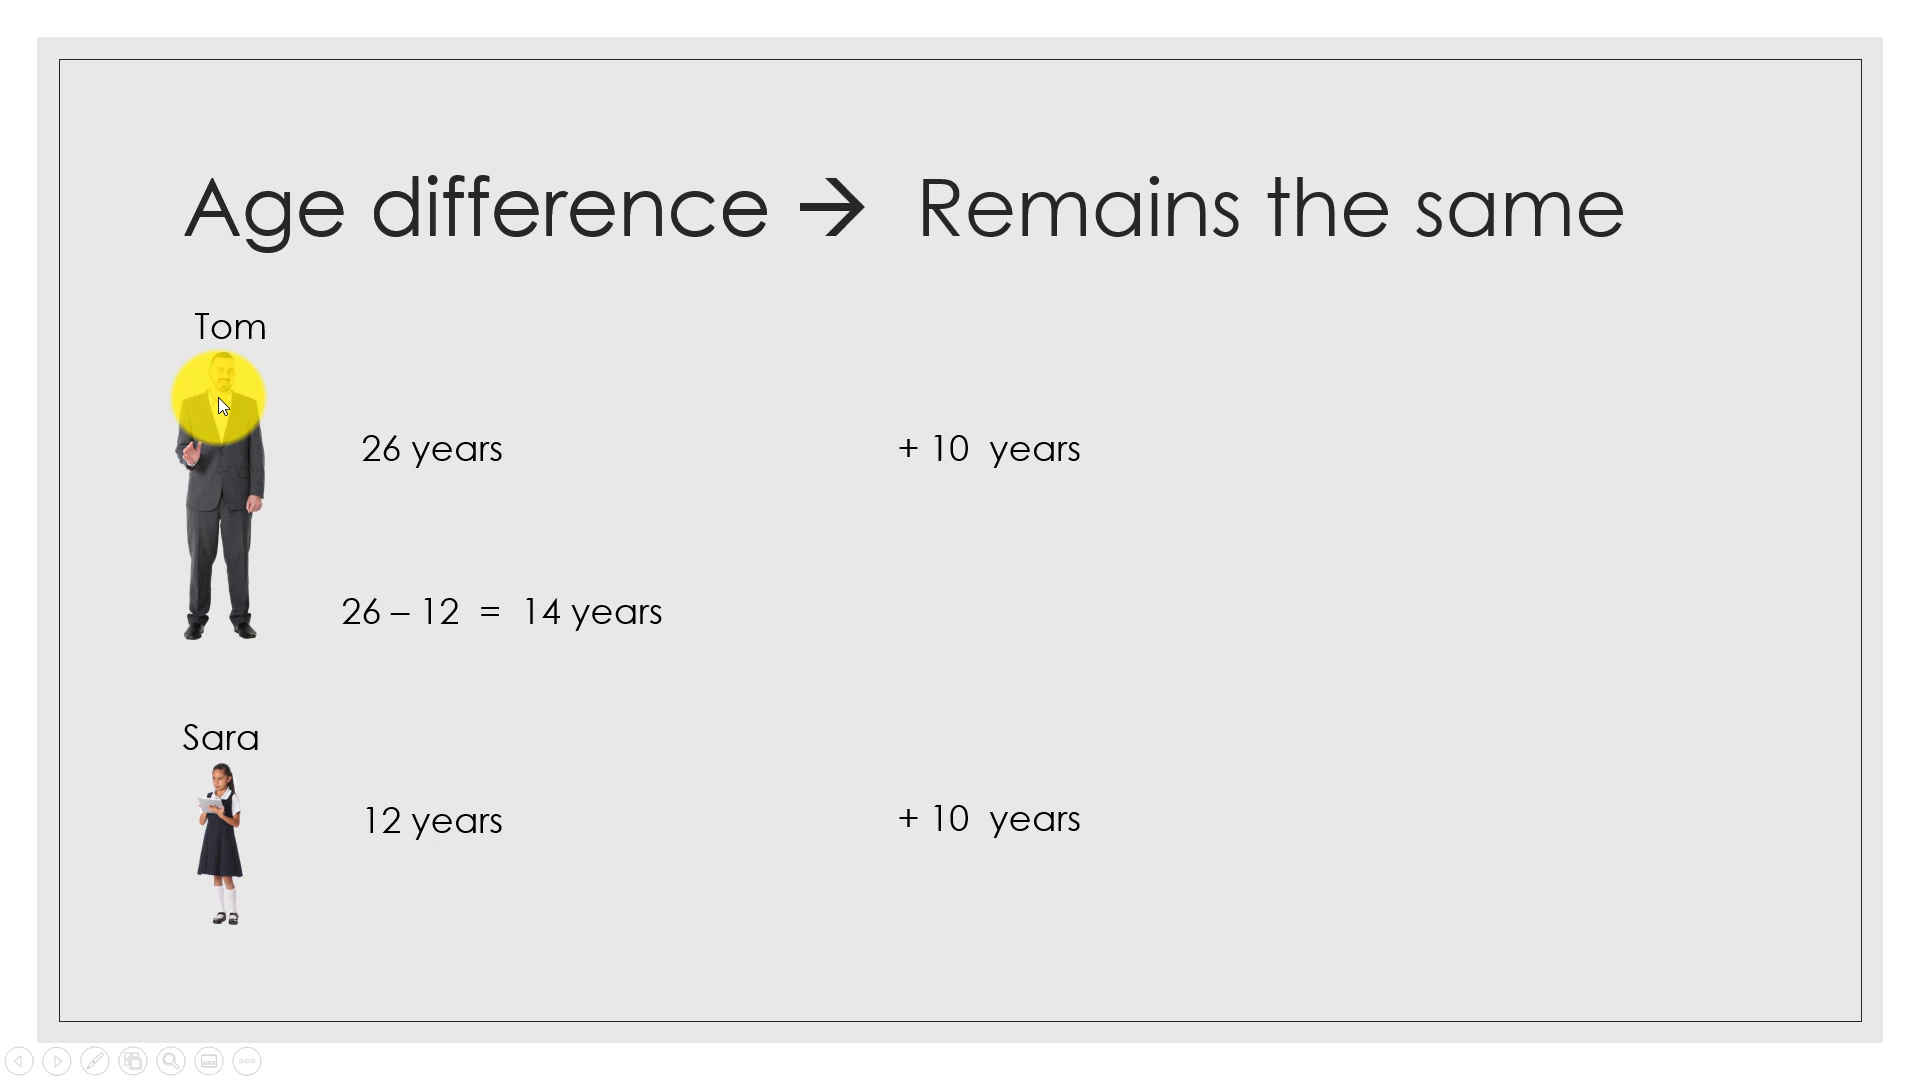 Age difference → Remains the same
Tom
26 years + 10 years
26 – 12 = 14 years
Sara
12 years + 10 years